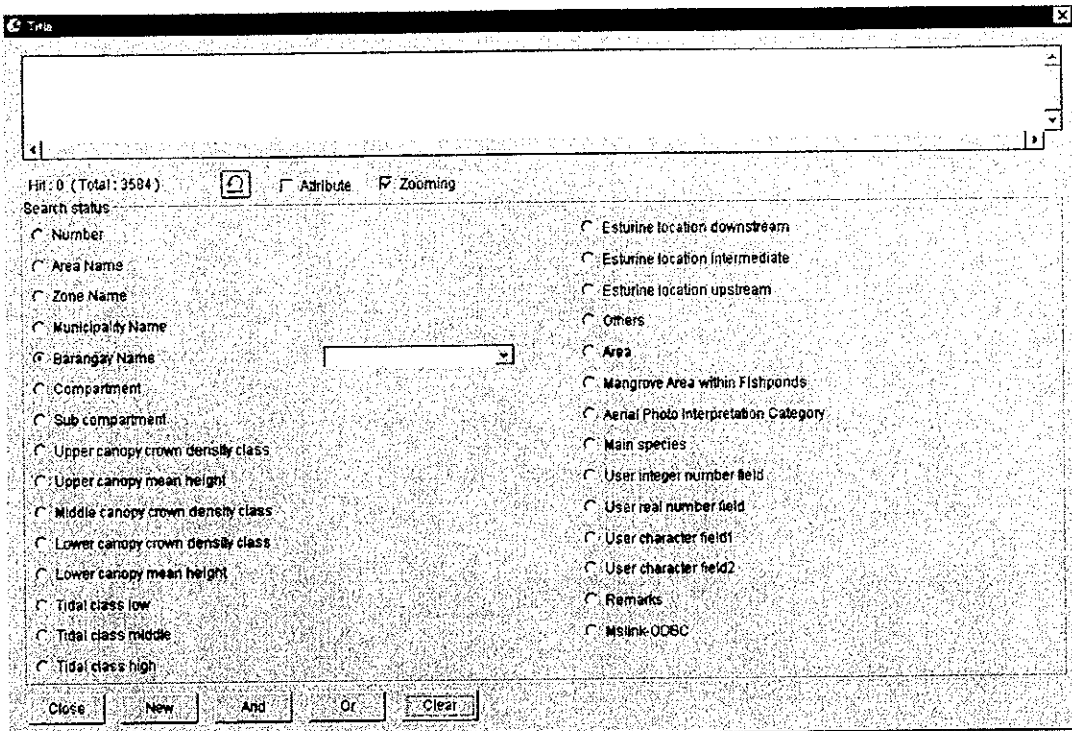 Title
Hit : 0 ( Total : 3584 )
Attribute
Zooming
Search status
Number
Area Name
Zone Name
Municipality Name
Barangay Name
Compartment
Sub compartment
Upper canopy crown density class
Upper canopy mean height
Middle canopy crown density class
Lower canopy crown density class
Lower canopy mean height
Tidal class low
Tidal class middle
Tidal class high
Esturine location downstream
Esturine location intermediate
Esturine location upstream
Others
Area
Mangrove Area within Fishponds
Aerial Photo Interpretation Category
Main species
User integer number field
User real number field
User character field1
User character field2
Remarks
Mslink-ODBC
Close
New
And
Or
Clear